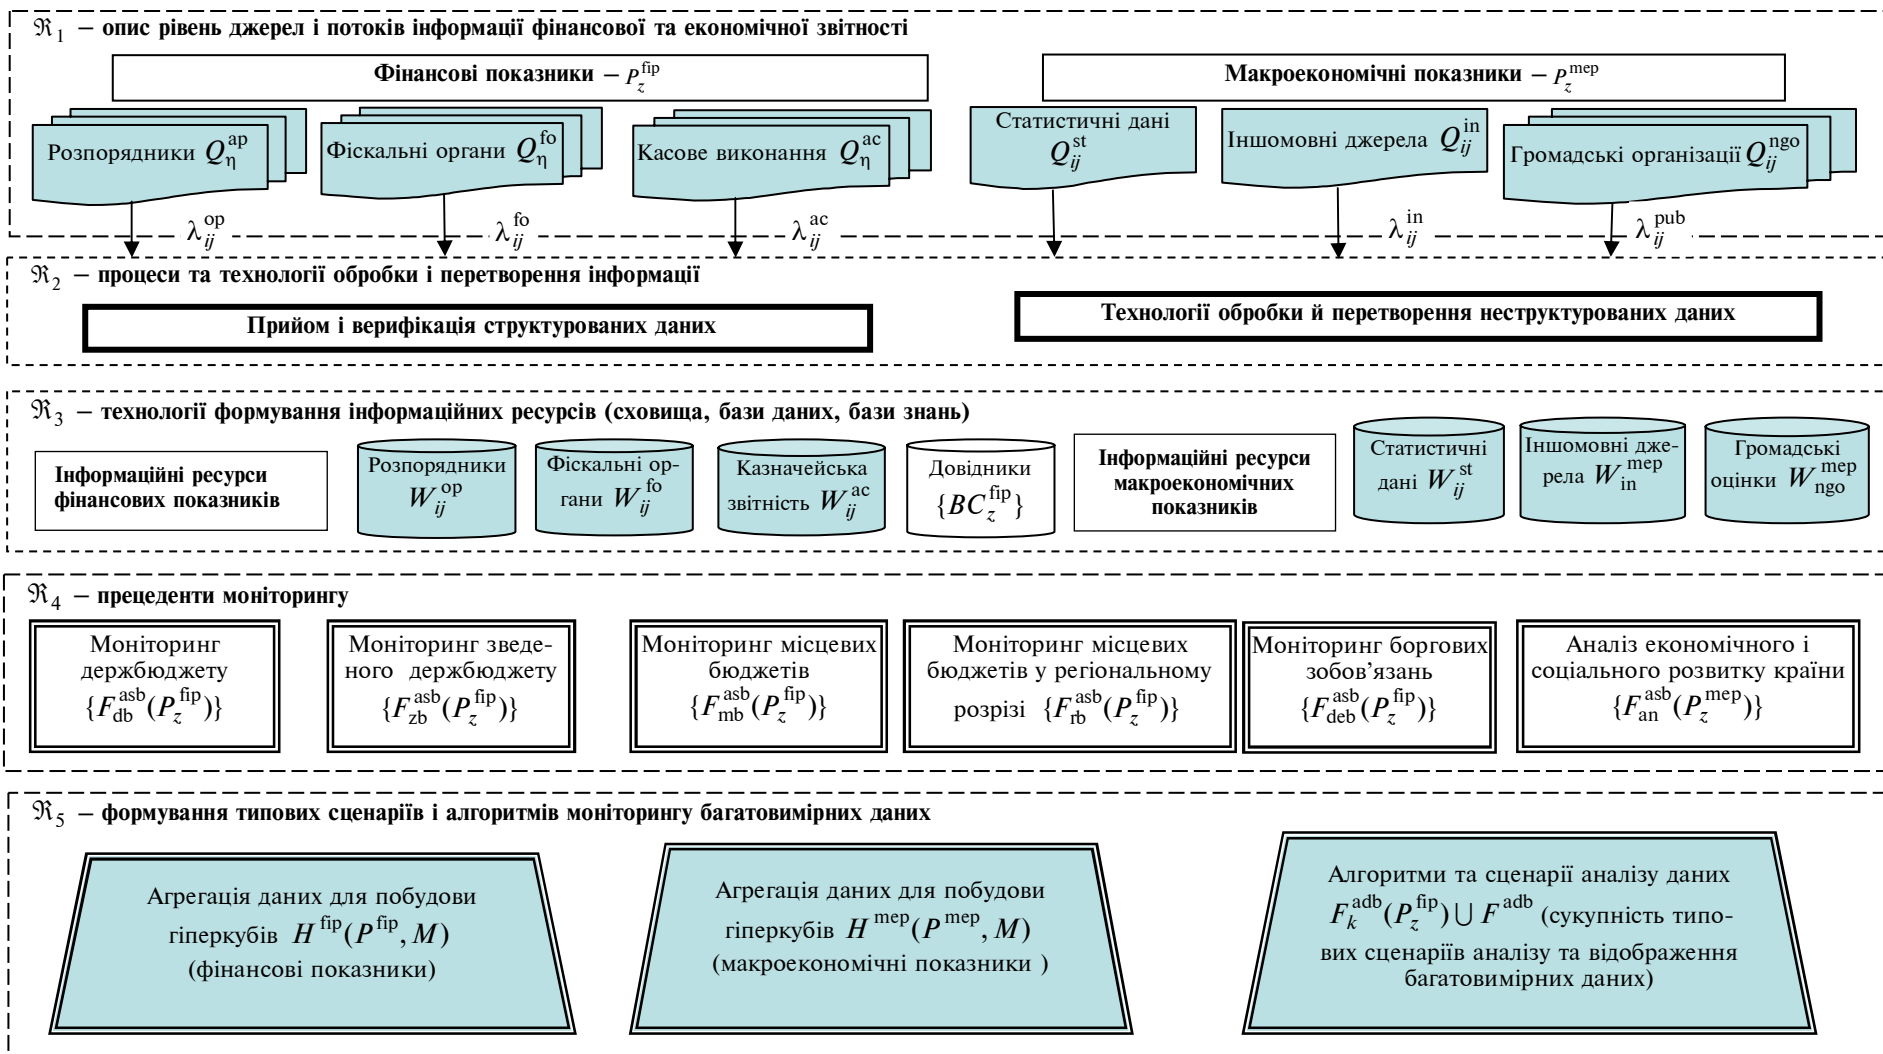 ℜ₁ – опис рівень джерел і потоків інформації фінансової та економічної звітності
Фінансові показники – P_z^fip
Макроекономічні показники – P_z^mep
Розпорядники Q_η^ap
Фіскальні органи Q_η^fo
Касове виконання Q_η^ac
Статистичні дані
Q_ij^st
Іншомовні джерела Q_ij^in
Громадські організації Q_ij^ngo
λ_ij^op
λ_ij^fo
λ_ij^ac
λ_ij^in
λ_ij^pub
ℜ₂ – процеси та технології обробки і перетворення інформації
Прийом і верифікація структурованих даних
Технології обробки й перетворення неструктурованих даних
ℜ₃ – технології формування інформаційних ресурсів (сховища, бази даних, бази знань)
Інформаційні ресурси
фінансових показників
Розпорядники
W_ij^op
Фіскальні ор-
гани W_ij^fo
Казначейська
звітність W_ij^ac
Довідники
{BC_z^fip}
Інформаційні ресурси
макроекономічних
показників
Статистичні
дані W_ij^st
Іншомовні дже-
рела W_in^mep
Громадські
оцінки W_ngo^mep
ℜ₄ – прецеденти моніторингу
Моніторинг
держбюджету
{F_db^asb(P_z^fip)}
Моніторинг зведе-
ного держбюджету
{F_zb^asb(P_z^fip)}
Моніторинг місцевих
бюджетів
{F_mb^asb(P_z^fip)}
Моніторинг місцевих
бюджетів у регіональному
розрізі {F_rb^asb(P_z^fip)}
Моніторинг боргових
зобов’язань
{F_deb^asb(P_z^fip)}
Аналіз економічного і
соціального розвитку країни
{F_an^asb(P_z^mep)}
ℜ₅ – формування типових сценаріїв і алгоритмів моніторингу багатовимірних даних
Агрегація даних для побудови
гіперкубів H^fip(P^fip, M)
(фінансові показники)
Агрегація даних для побудови
гіперкубів H^mep(P^mep, M)
(макроекономічні показники )
Алгоритми та сценарії аналізу даних
F_k^adb(P_z^fip) ∪ F^adb (сукупність типо-
вих сценаріїв аналізу та відображення
багатовимірних даних)